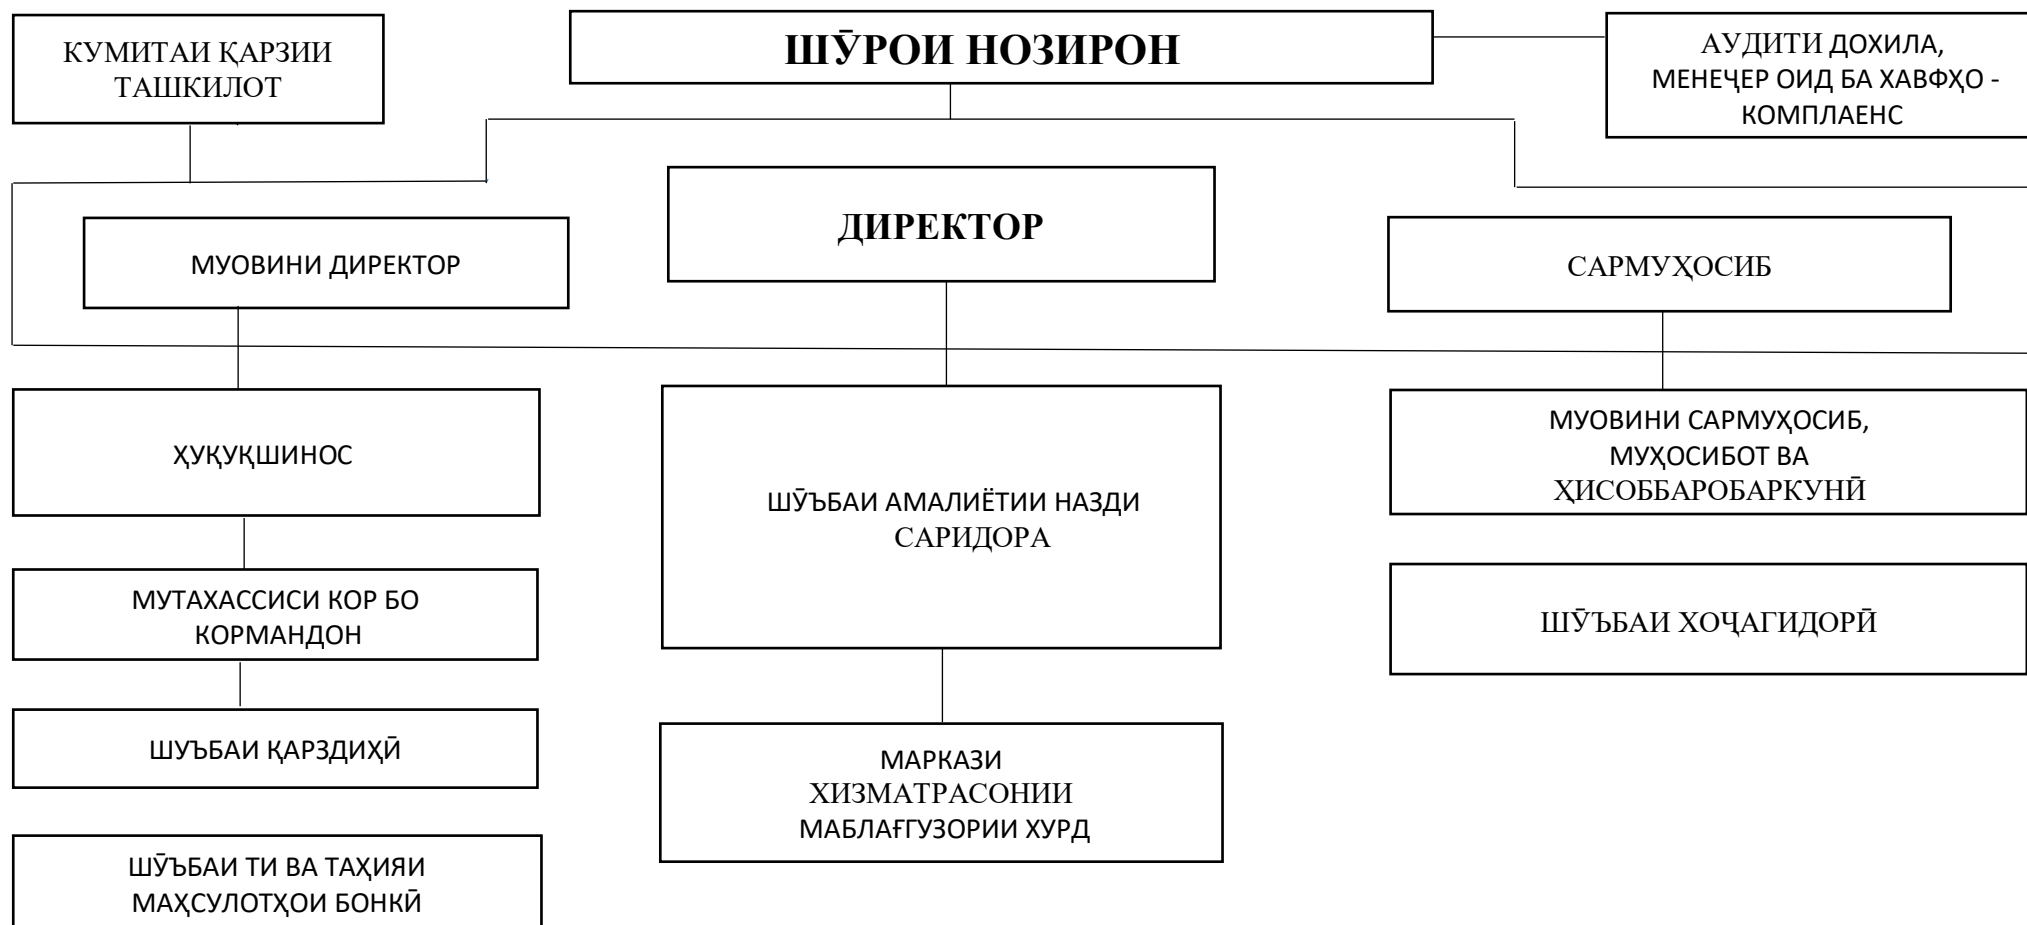 КУМИТАИ ҚАРЗИИ
ТАШКИЛОТ
ШӮРОИ НОЗИРОН
АУДИТИ ДОХИЛА,
МЕНЕҶЕР ОИД БА ХАВФҲО -
КОМПЛАЕНС
МУОВИНИ ДИРЕКТОР
ДИРЕКТОР
САРМУҲОСИБ
ҲУҚУҚШИНОС
ШӮЪБАИ АМАЛИЁТИИ НАЗДИ
САРИДОРА
МУОВИНИ САРМУҲОСИБ,
МУҲОСИБОТ ВА
ҲИСОББАРОБАРКУНӢ
МУТАХАССИСИ КОР БО
КОРМАНДОН
ШӮЪБАИ ХОҶАГИДОРӢ
ШУЪБАИ ҚАРЗДИҲӢ
МАРКАЗИ
ХИЗМАТРАСОНИИ
МАБЛАҒГУЗОРИИ ХУРД
ШӮЪБАИ ТИ ВА ТАҲИЯИ
МАҲСУЛОТҲОИ БОНКӢ